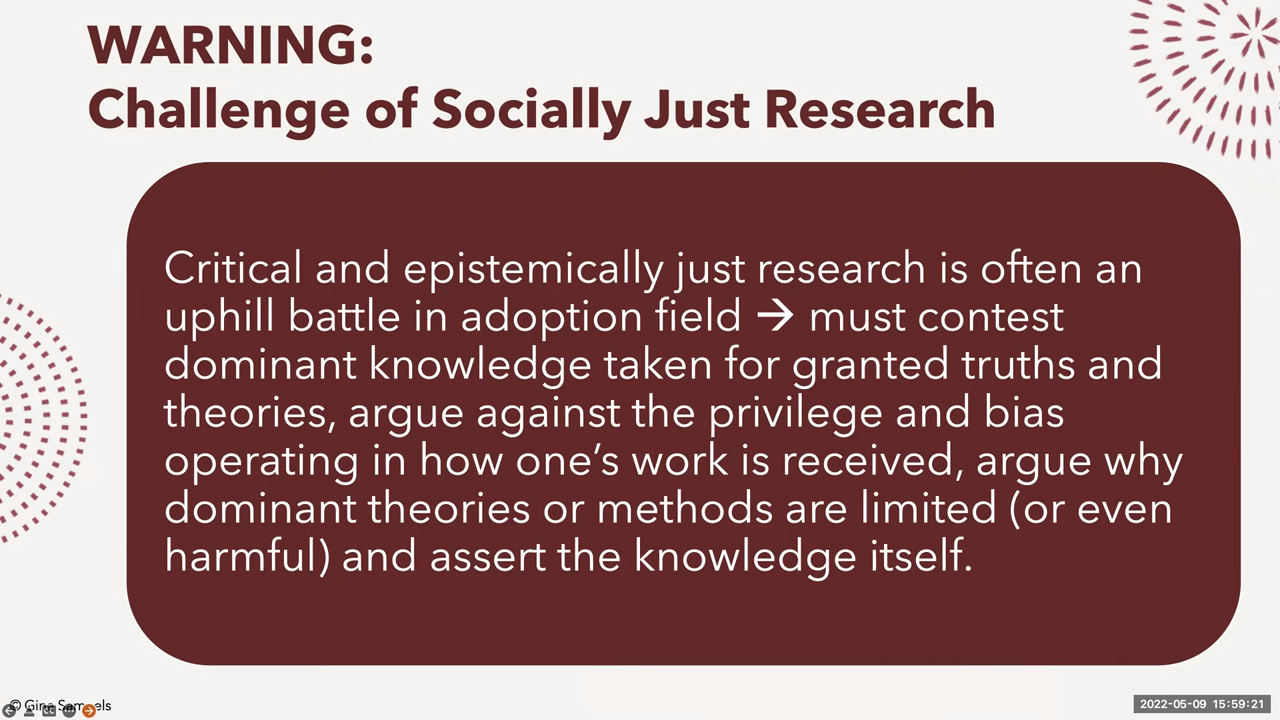 WARNING:
Challenge of Socially Just Research
Critical and epistemically just research is often an
uphill battle in adoption field → must contest
dominant knowledge taken for granted truths and
theories, argue against the privilege and bias
operating in how one’s work is received, argue why
dominant theories or methods are limited (or even
harmful) and assert the knowledge itself.
© Gina Samuels
2022-05-09 15:59:21